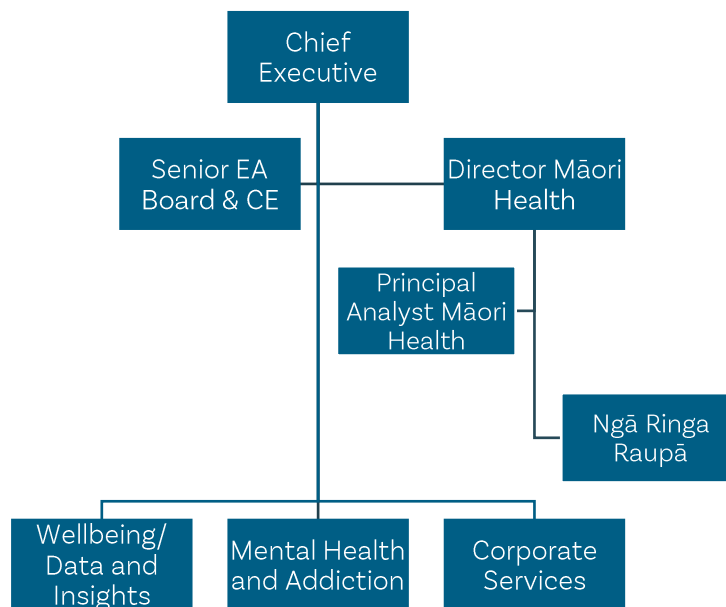 Chief
Executive
Senior EA
Board & CE
Director Māori
Health
Principal
Analyst Māori
Health
Ngā Ringa
Raupā
Wellbeing/
Data and
Insights
Mental Health
and Addiction
Corporate
Services